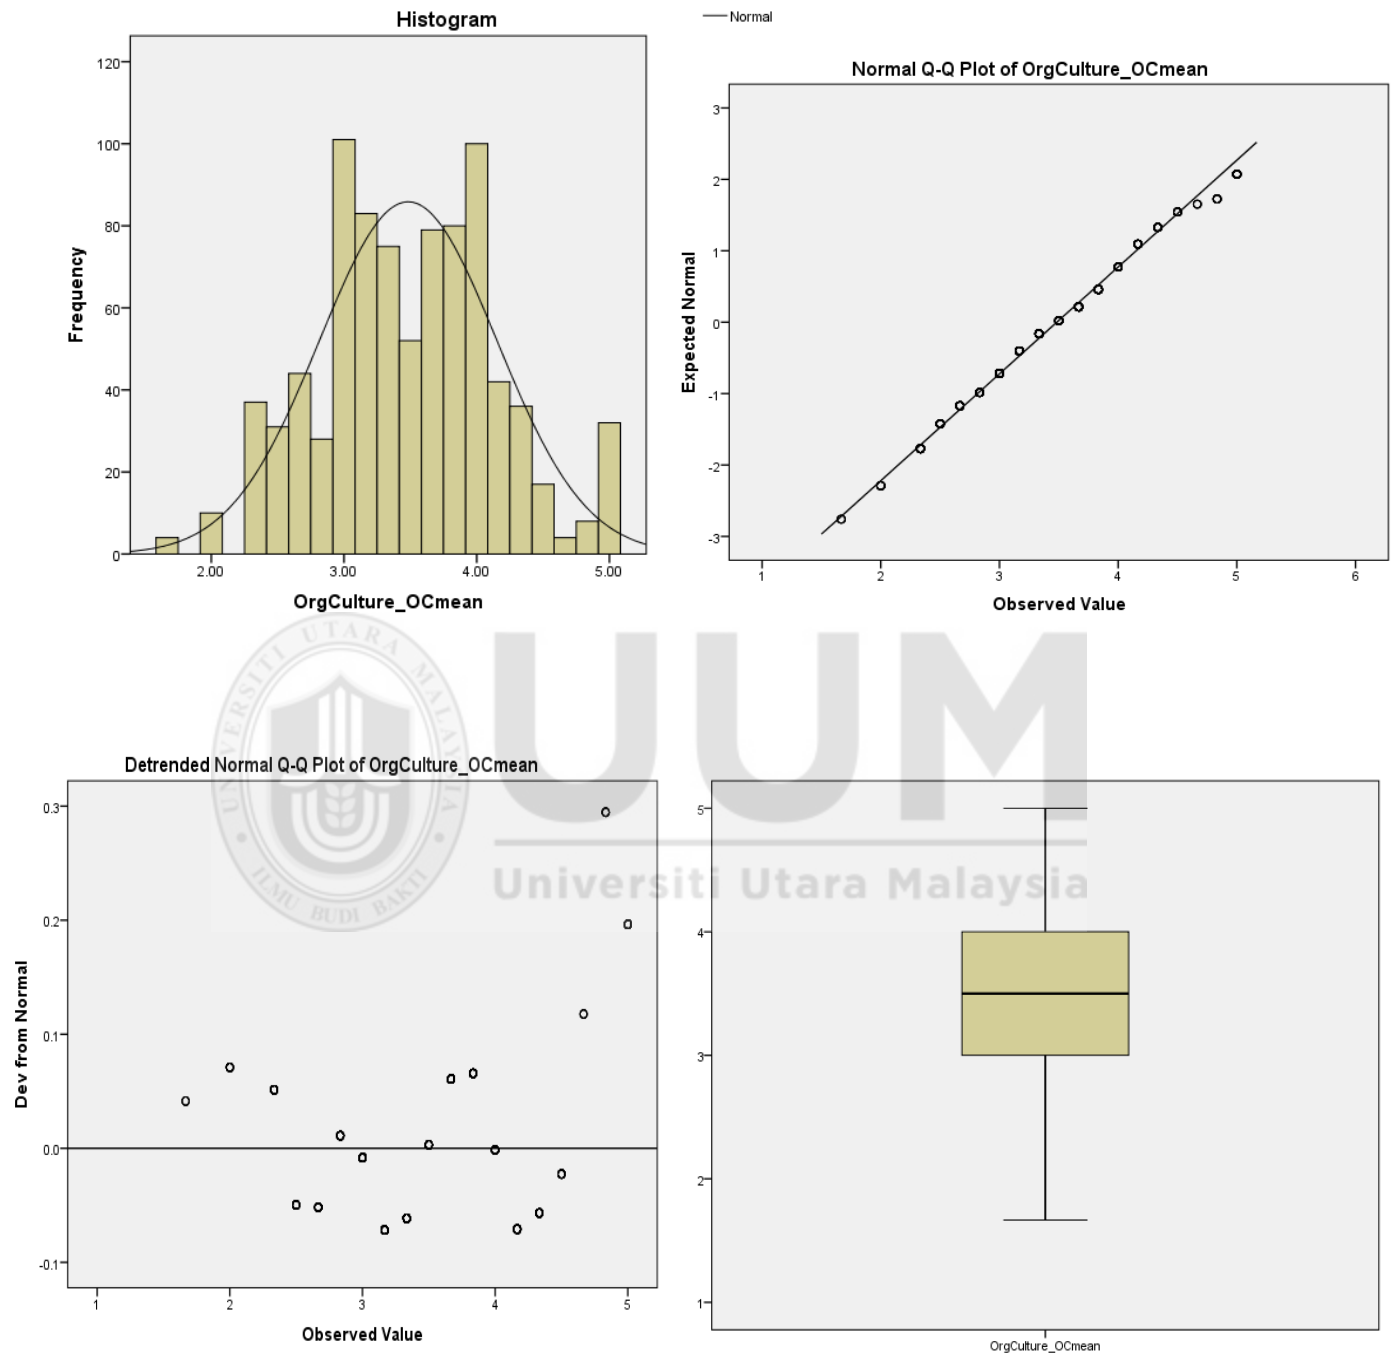 Histogram
120
100
80
60
40
20
0
Frequency
2.00 3.00 4.00 5.00
OrgCulture_OCmean
Normal
Normal Q-Q Plot of OrgCulture_OCmean
3
2
1
0
-1
-2
-3
Expected Normal
1 2 3 4 5 6
Observed Value
UNIVERSITI UTARA MALAYSIA
ILMU BUDI BAKTI
UUM
Universiti Utara Malaysia
Detrended Normal Q-Q Plot of OrgCulture_OCmean
0.3
0.2
0.1
0.0
-0.1
Dev from Normal
1 2 3 4 5
Observed Value
5
4
3
2
1
OrgCulture_OCmean